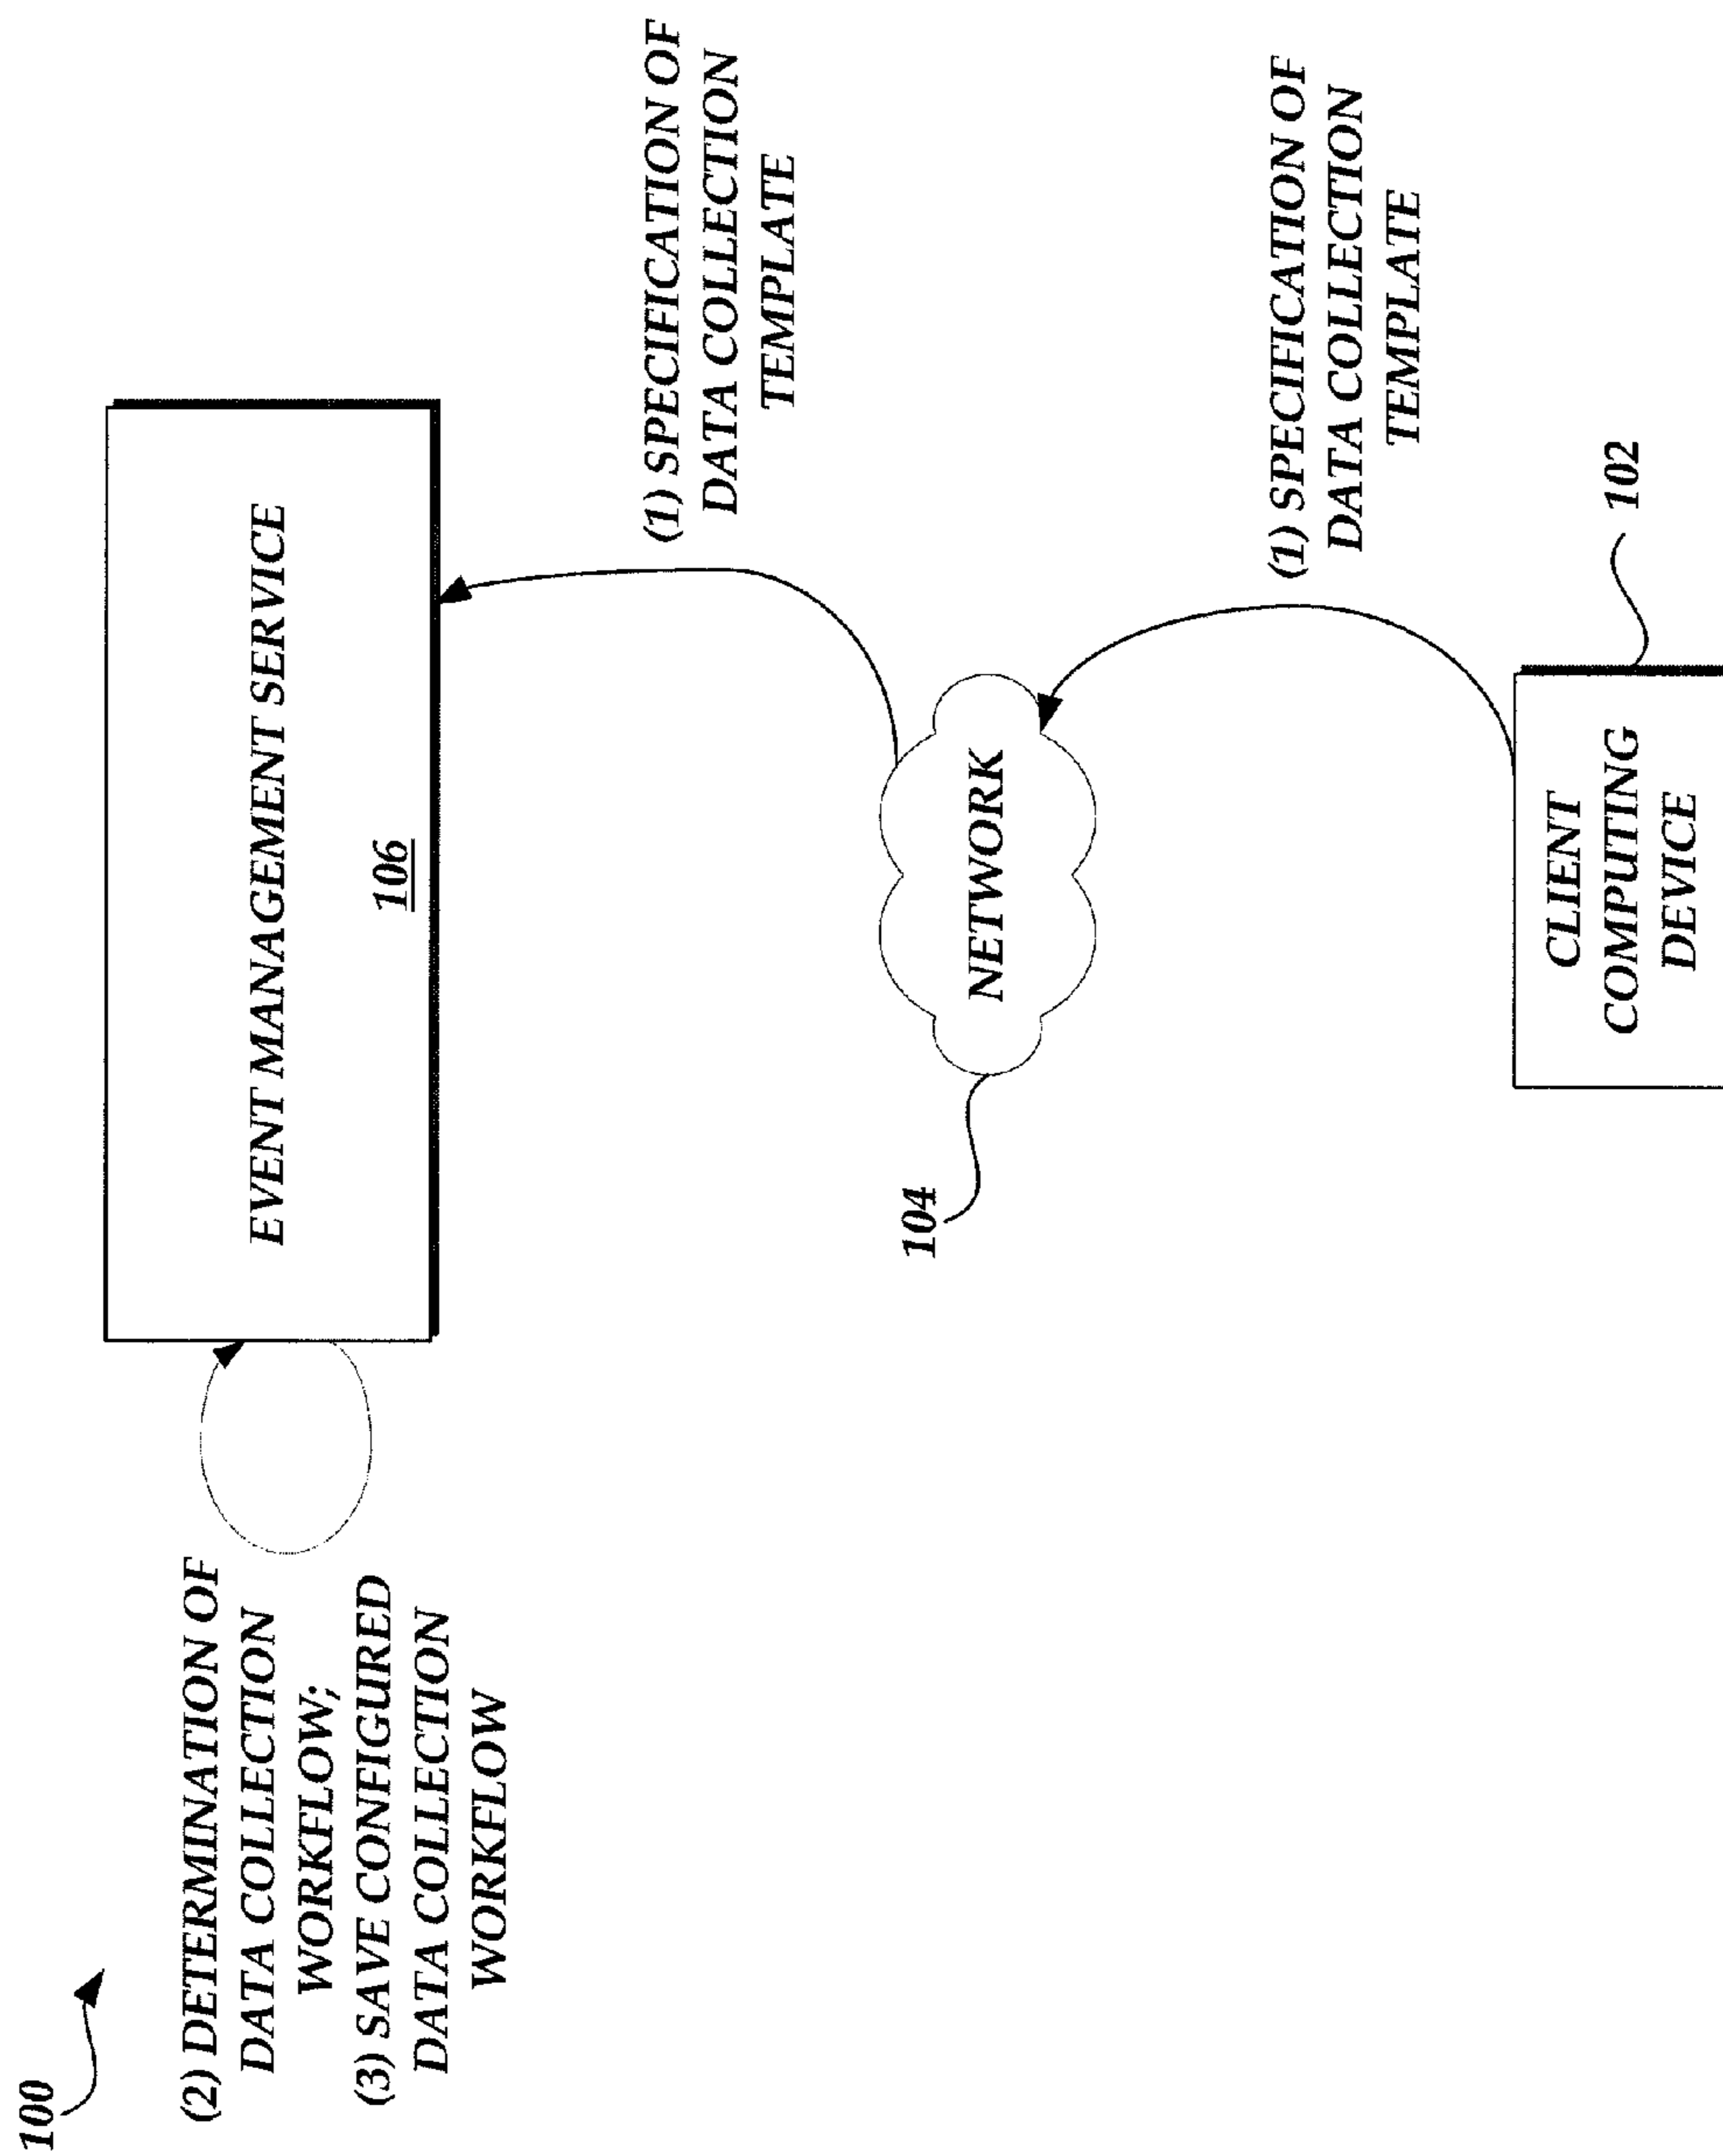 100
(2) DETERMINATION OF
DATA COLLECTION
WORKFLOW;
(3) SAVE CONFIGURED
DATA COLLECTION
WORKFLOW
EVENT MANAGEMENT SERVICE
106
(1) SPECIFICATION OF
DATA COLLECTION
TEMPLATE
104
NETWORK
(1) SPECIFICATION OF
DATA COLLECTION
TEMPLATE
CLIENT
COMPUTING
DEVICE
102